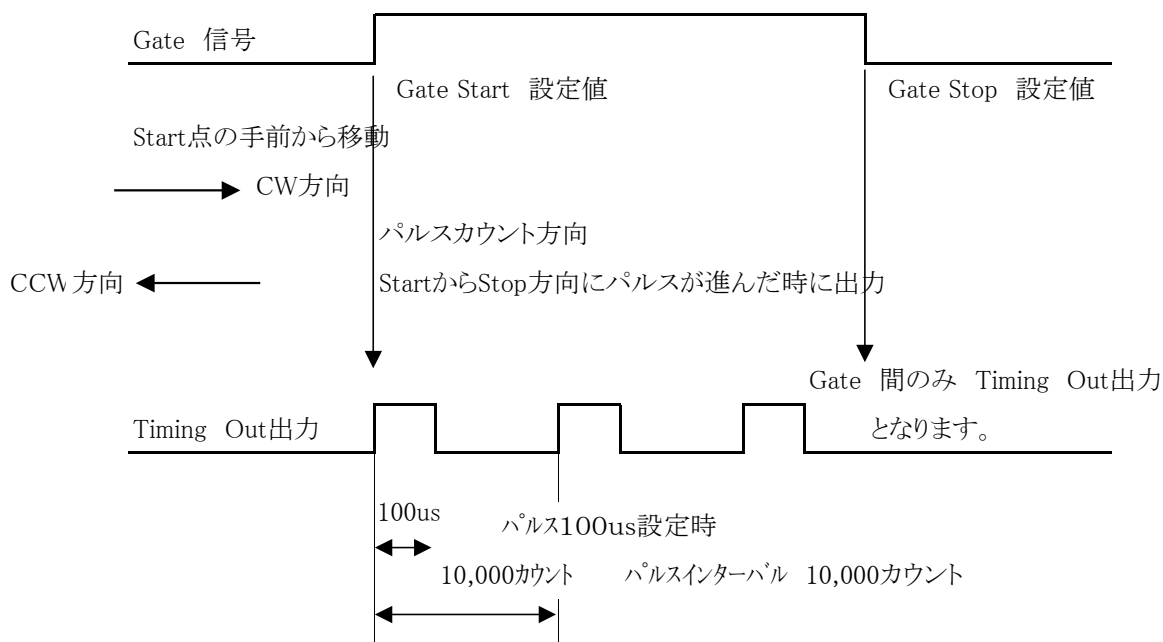 Gate 信号
Gate Start 設定値
Gate Stop 設定値
Start点の手前から移動
CW方向
パルスカウント方向
CCW方向
StartからStop方向にパルスが進んだ時に出力
Gate 間のみ Timing Out出力
Timing Out出力
となります。
100us
パルス100us設定時
10,000カウント
パルスインターバル 10,000カウント